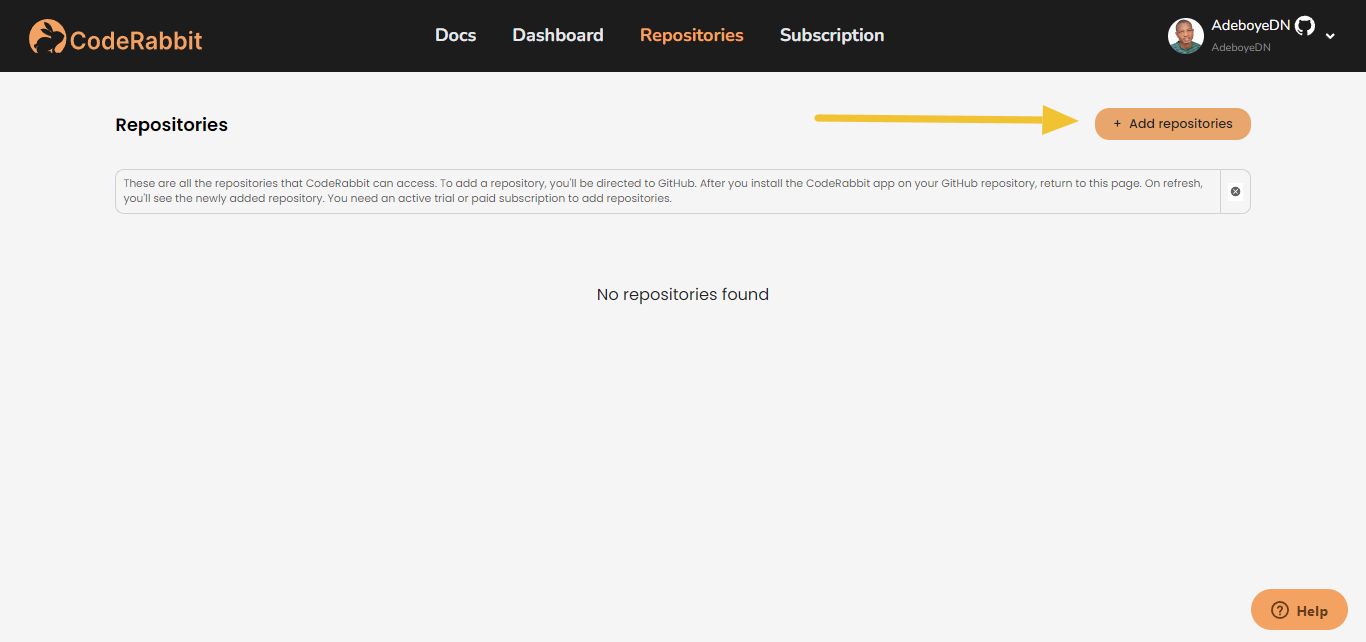 CodeRabbit
Docs
Dashboard
Repositories
Subscription
AdeboyeDN
AdeboyeDN
Repositories
+ Add repositories
These are all the repositories that CodeRabbit can access. To add a repository, you'll be directed to GitHub. After you install the CodeRabbit app on your GitHub repository, return to this page. On refresh,
you'll see the newly added repository. You need an active trial or paid subscription to add repositories.
No repositories found
Help